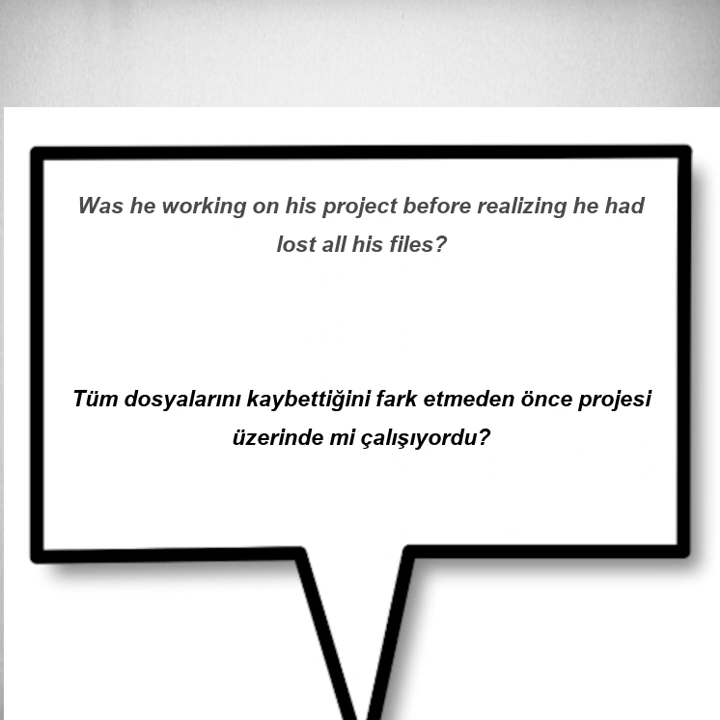 Was he working on his project before realizing he had
lost all his files?
Tüm dosyalarını kaybettiğini fark etmeden önce projesi
üzerinde mi çalışıyordu?